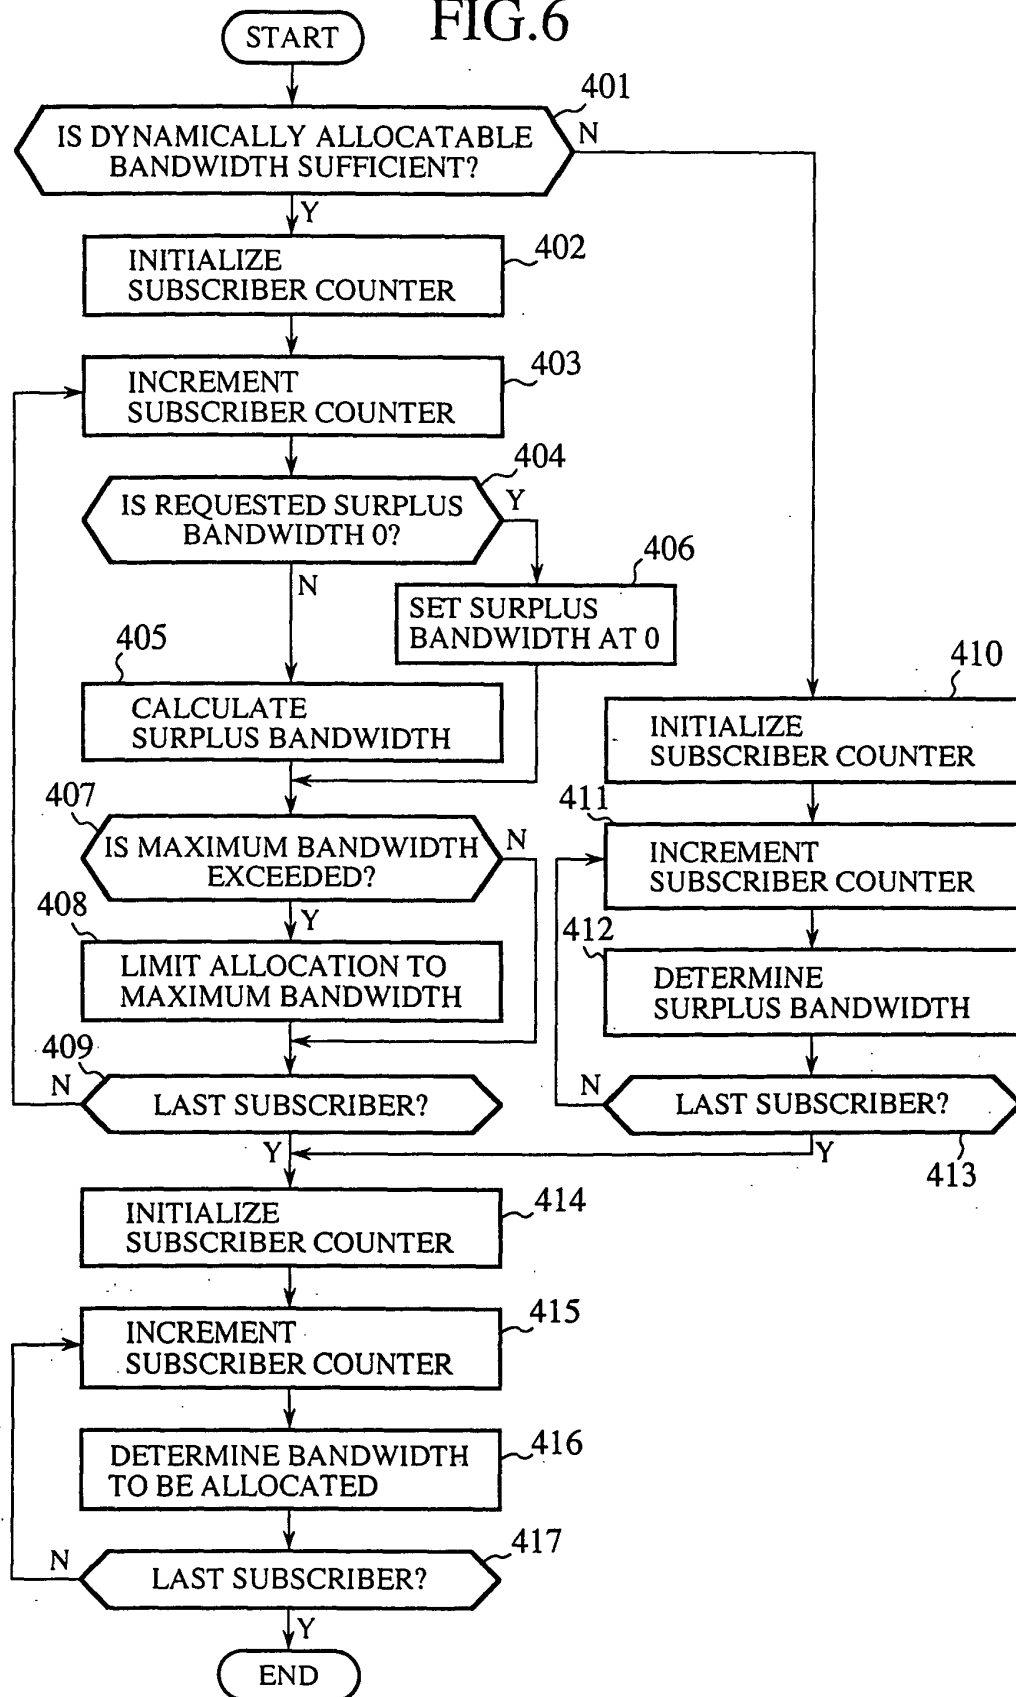 FIG.6
START
401
IS DYNAMICALLY ALLOCATABLE
BANDWIDTH SUFFICIENT?
N
Y
402
INITIALIZE
SUBSCRIBER COUNTER
403
INCREMENT
SUBSCRIBER COUNTER
404
IS REQUESTED SURPLUS
BANDWIDTH 0?
Y
N
406
SET SURPLUS
BANDWIDTH AT 0
405
CALCULATE
SURPLUS BANDWIDTH
410
INITIALIZE
SUBSCRIBER COUNTER
407
IS MAXIMUM BANDWIDTH
EXCEEDED?
N
Y
411
INCREMENT
SUBSCRIBER COUNTER
408
LIMIT ALLOCATION TO
MAXIMUM BANDWIDTH
412
DETERMINE
SURPLUS BANDWIDTH
409
N
LAST SUBSCRIBER?
Y
N
LAST SUBSCRIBER?
Y
413
414
INITIALIZE
SUBSCRIBER COUNTER
415
INCREMENT
SUBSCRIBER COUNTER
416
DETERMINE BANDWIDTH
TO BE ALLOCATED
417
N
LAST SUBSCRIBER?
Y
END